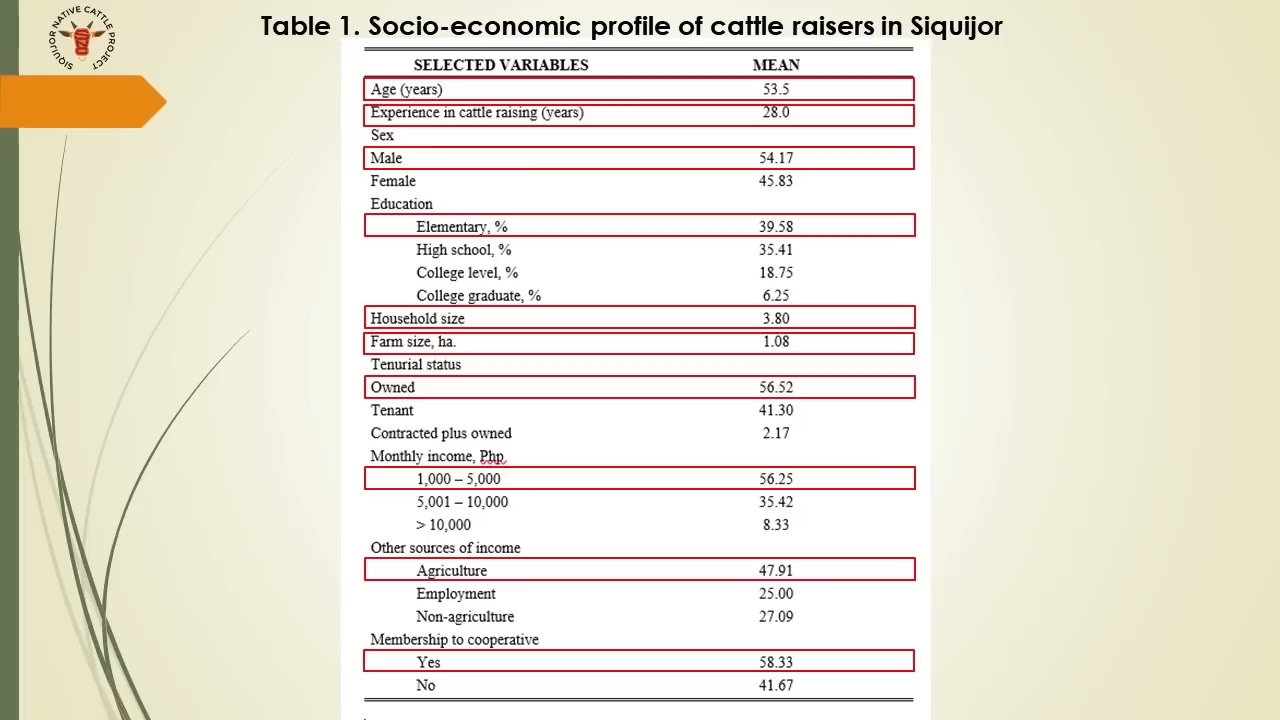 SIQUIJOR NATIVE CATTLE PROJECT
Table 1. Socio-economic profile of cattle raisers in Siquijor
SELECTED VARIABLES MEAN
Age (years) 53.5
Experience in cattle raising (years) 28.0
Sex
Male 54.17
Female 45.83
Education
Elementary, % 39.58
High school, % 35.41
College level, % 18.75
College graduate, % 6.25
Household size 3.80
Farm size, ha. 1.08
Tenurial status
Owned 56.52
Tenant 41.30
Contracted plus owned 2.17
Monthly income, Php
1,000 – 5,000 56.25
5,001 – 10,000 35.42
> 10,000 8.33
Other sources of income
Agriculture 47.91
Employment 25.00
Non-agriculture 27.09
Membership to cooperative
Yes 58.33
No 41.67